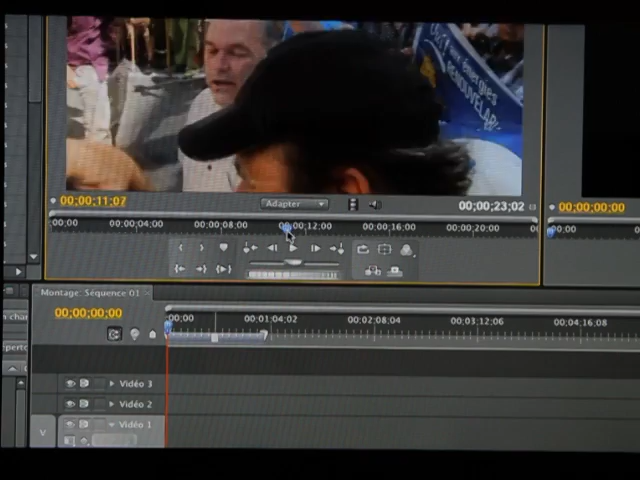 aux énergies
RENOUVELABL
00;00;11;07
Adapter
00;00;23;02
00;00;00;00
;00;00
00;00;04;00
00;00;08;00
00;00;12;00
00;00;16;00
00;00;20;00
00;00
Montage: Séquence 01
00;00;00;00
00;00
00;01;04;02
00;02;08;04
00;03;12;06
00;04;16;08
Vidéo 3
Vidéo 2
V
Vidéo 1